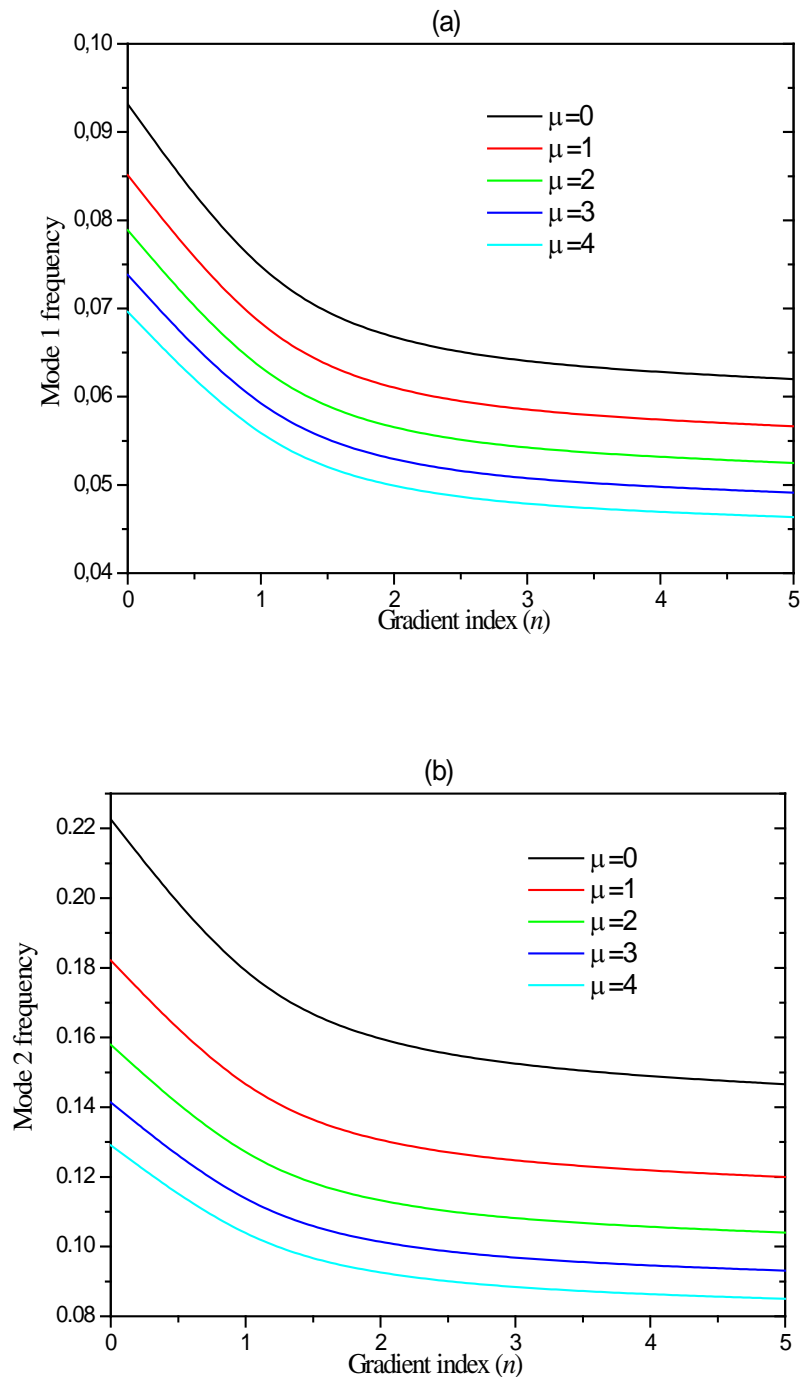 (a)
0,10
0,09
0,08
0,07
0,06
0,05
0,04
Mode 1 frequency
μ=0
μ=1
μ=2
μ=3
μ=4
0 1 2 3 4 5
Gradient index (n)
(b)
0.22
0.20
0.18
0.16
0.14
0.12
0.10
0.08
Mode 2 frequency
μ=0
μ=1
μ=2
μ=3
μ=4
0 1 2 3 4 5
Gradient index (n)